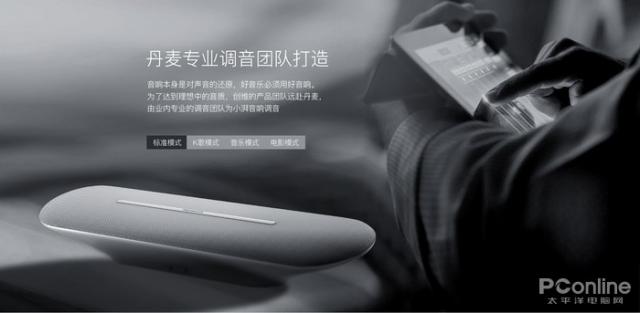 丹麦专业调音团队打造
音响本身是对声音的还原，好音乐必须用好音响。
为了达到理想中的音质，创维的产品团队远赴丹麦，
由业内专业的调音团队为小湃音响调音
标准模式 K歌模式 音乐模式 电影模式
PConline
太平洋电脑网